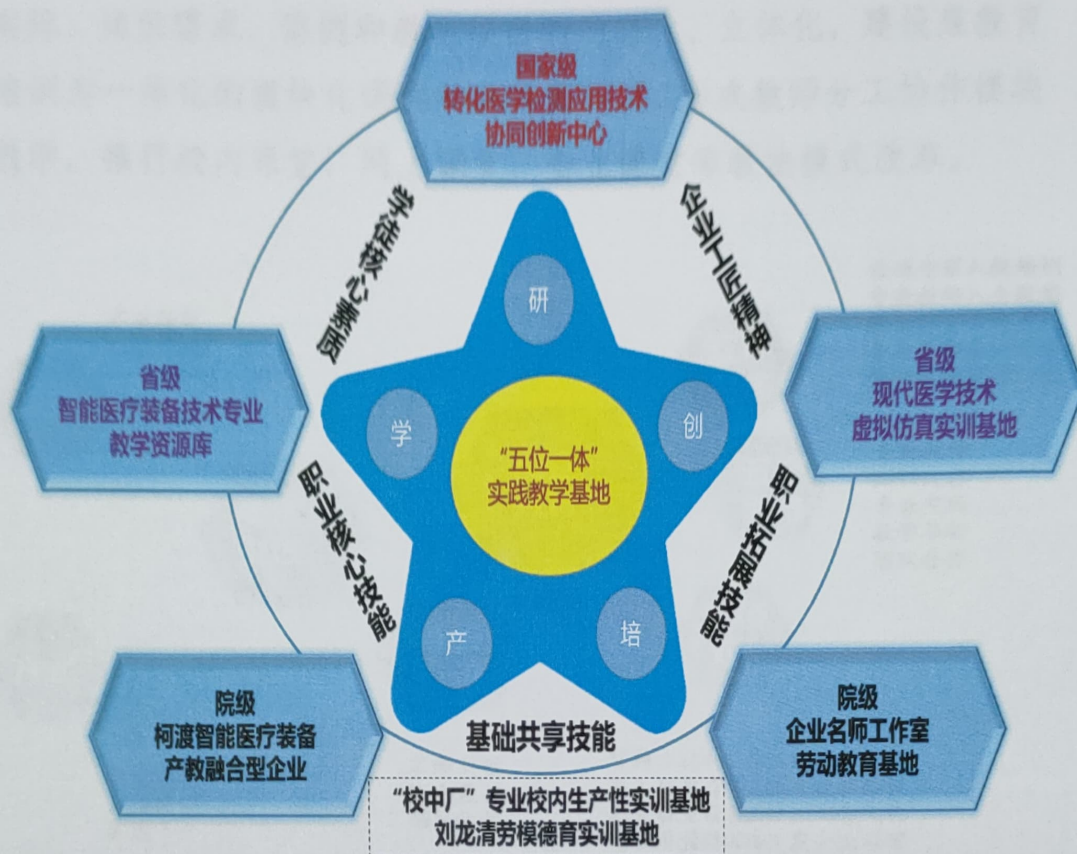 国家级
转化医学检测应用技术
协同创新中心
学徒核心素质
企业工匠精神
研
省级
智能医疗装备技术专业
教学资源库
学
创
省级
现代医学技术
虚拟仿真实训基地
“五位一体”
实践教学基地
职业核心技能
职业拓展技能
产
培
院级
柯渡智能医疗装备
产教融合型企业
基础共享技能
院级
企业名师工作室
劳动教育基地
“校中厂”专业校内生产性实训基地
刘龙清劳模德育实训基地